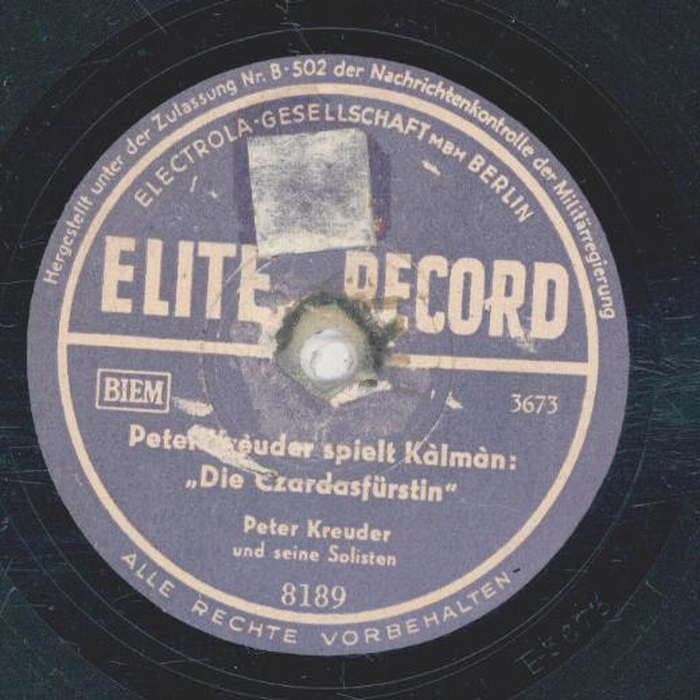 Hergestellt unter der Zulassung Nr. B-502 der Nachrichtenkontrolle der Militärregierung
ELECTROLA-GESELLSCHAFT MBH BERLIN
ELITE RECORD
BIEM
3673
Peter Kreuder spielt Kàlmàn:
„Die Czardasfürstin“
Peter Kreuder
und seine Solisten
8189
ALLE RECHTE VORBEHALTEN